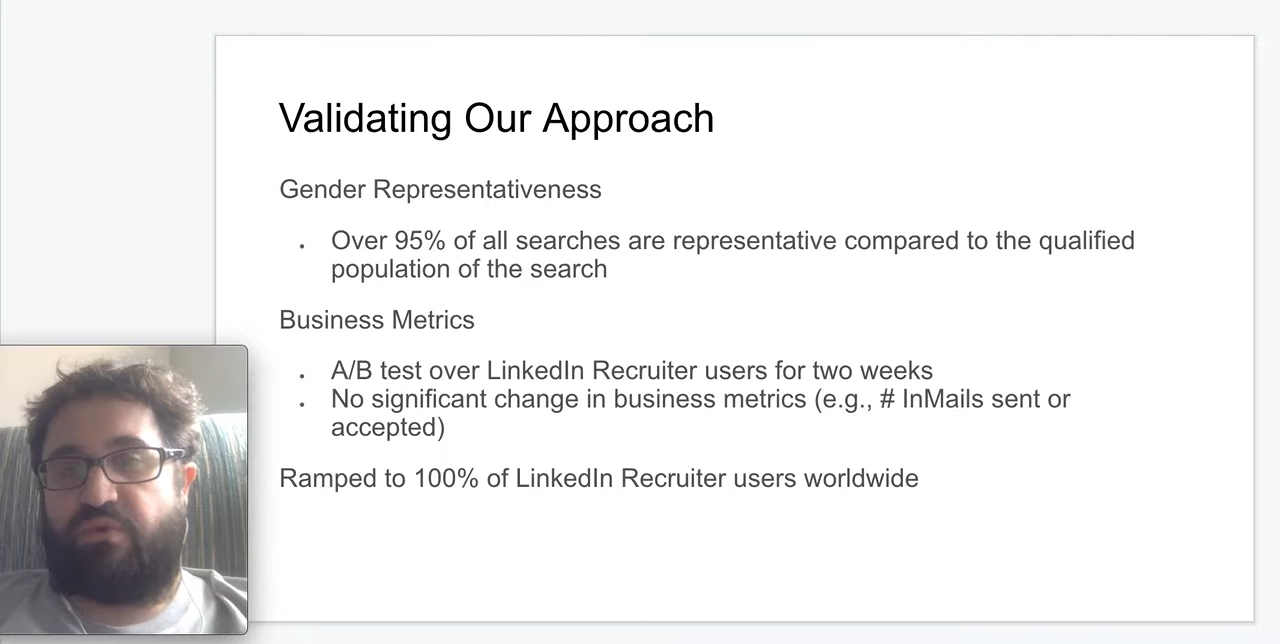 Validating Our Approach
Gender Representativeness
• Over 95% of all searches are representative compared to the qualified
population of the search
Business Metrics
• A/B test over LinkedIn Recruiter users for two weeks
• No significant change in business metrics (e.g., # InMails sent or
accepted)
Ramped to 100% of LinkedIn Recruiter users worldwide